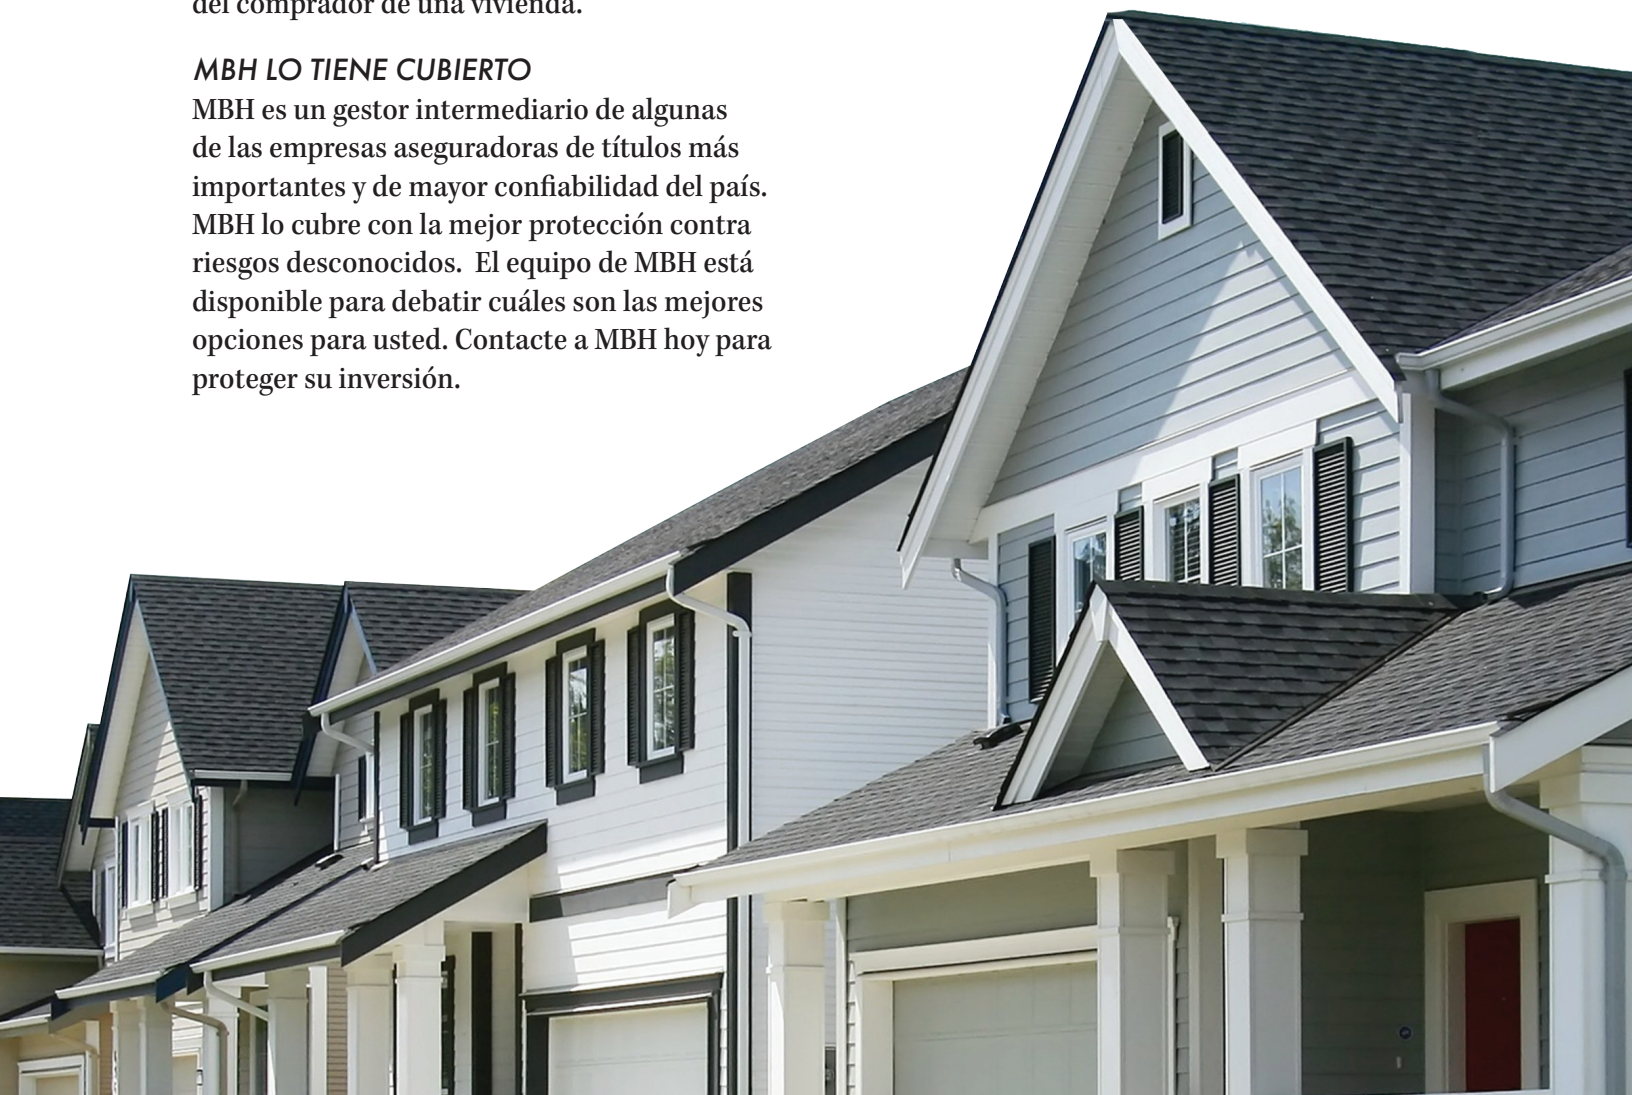 del comprador de una vivienda.
MBH LO TIENE CUBIERTO
MBH es un gestor intermediario de algunas
de las empresas aseguradoras de títulos más
importantes y de mayor confiabilidad del país.
MBH lo cubre con la mejor protección contra
riesgos desconocidos.  El equipo de MBH está
disponible para debatir cuáles son las mejores
opciones para usted. Contacte a MBH hoy para
proteger su inversión.